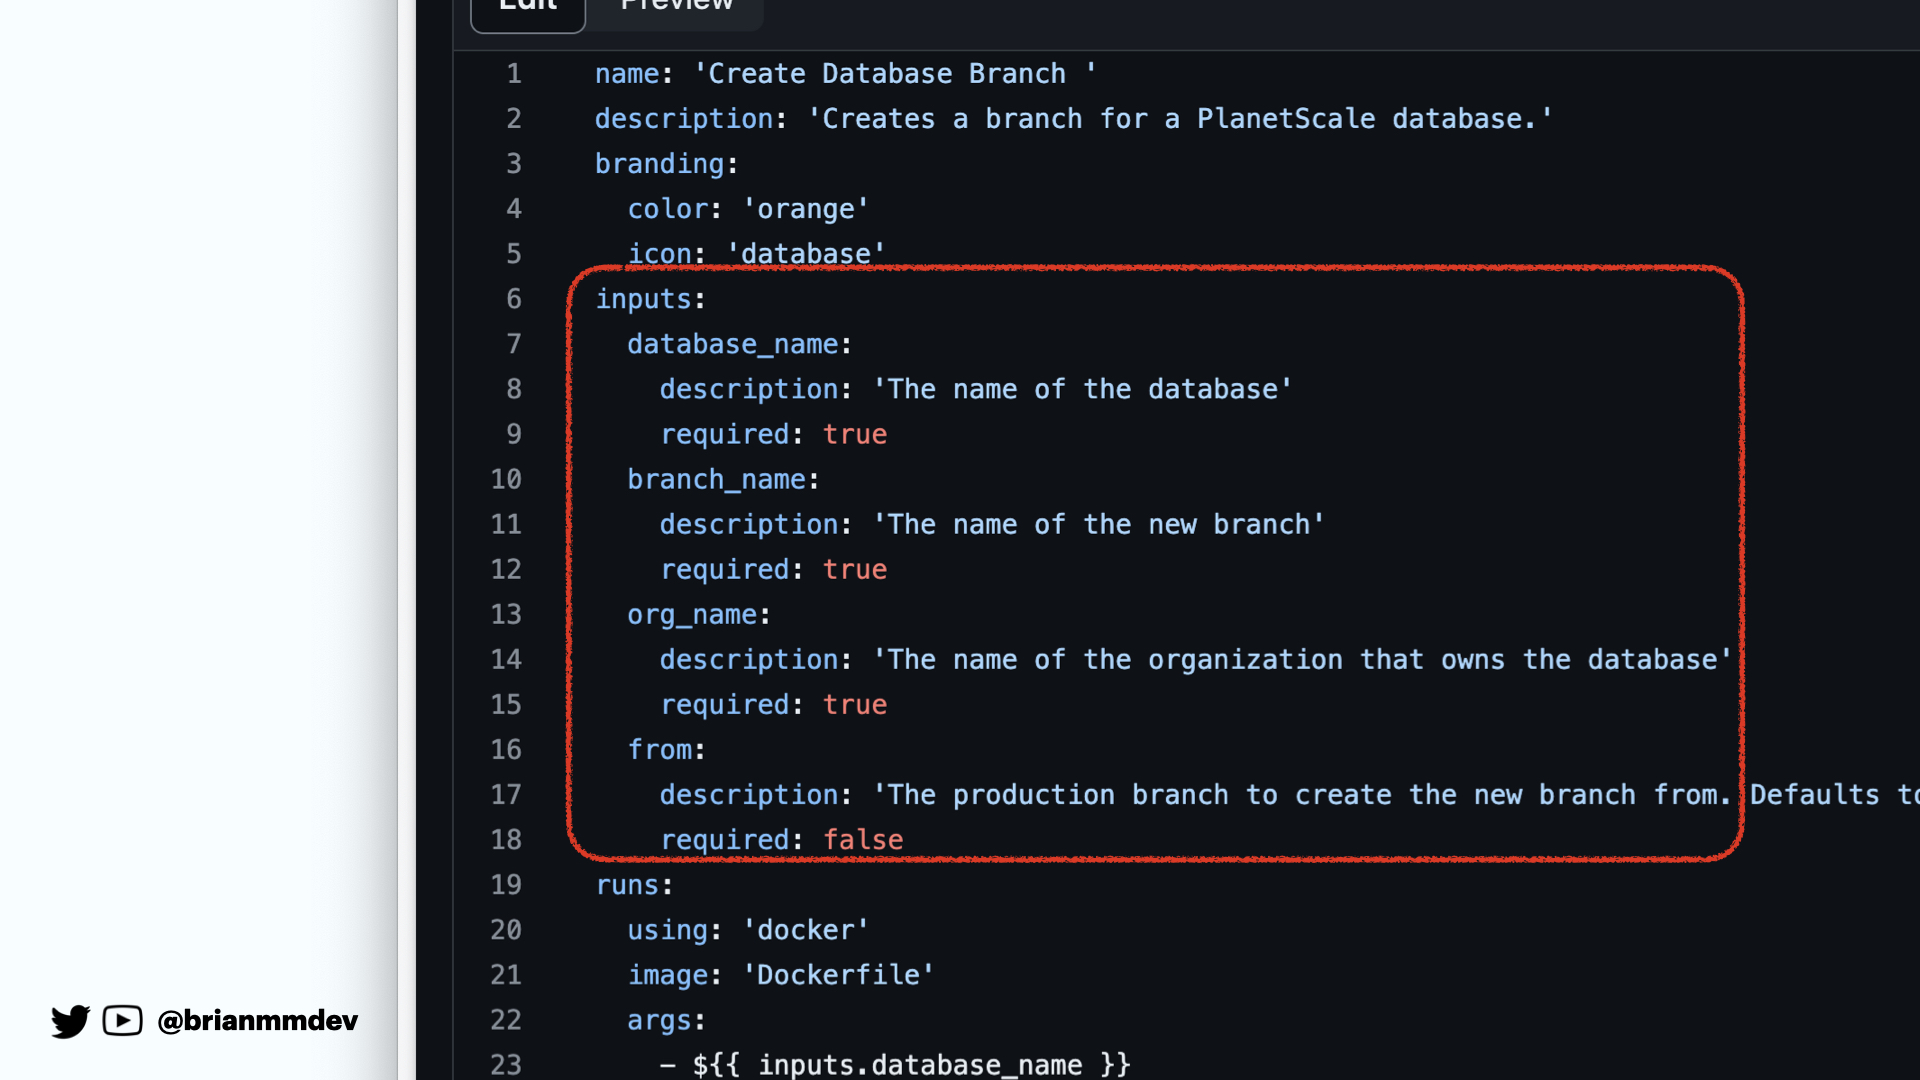 Edit Preview
1 name: 'Create Database Branch '
2 description: 'Creates a branch for a PlanetScale database.'
3 branding:
4 color: 'orange'
5 icon: 'database'
6 inputs:
7 database_name:
8 description: 'The name of the database'
9 required: true
10 branch_name:
11 description: 'The name of the new branch'
12 required: true
13 org_name:
14 description: 'The name of the organization that owns the database'
15 required: true
16 from:
17 description: 'The production branch to create the new branch from. Defaults to
18 required: false
19 runs:
20 using: 'docker'
21 image: 'Dockerfile'
22 args:
23 - ${{ inputs.database_name }}
@brianmmdev